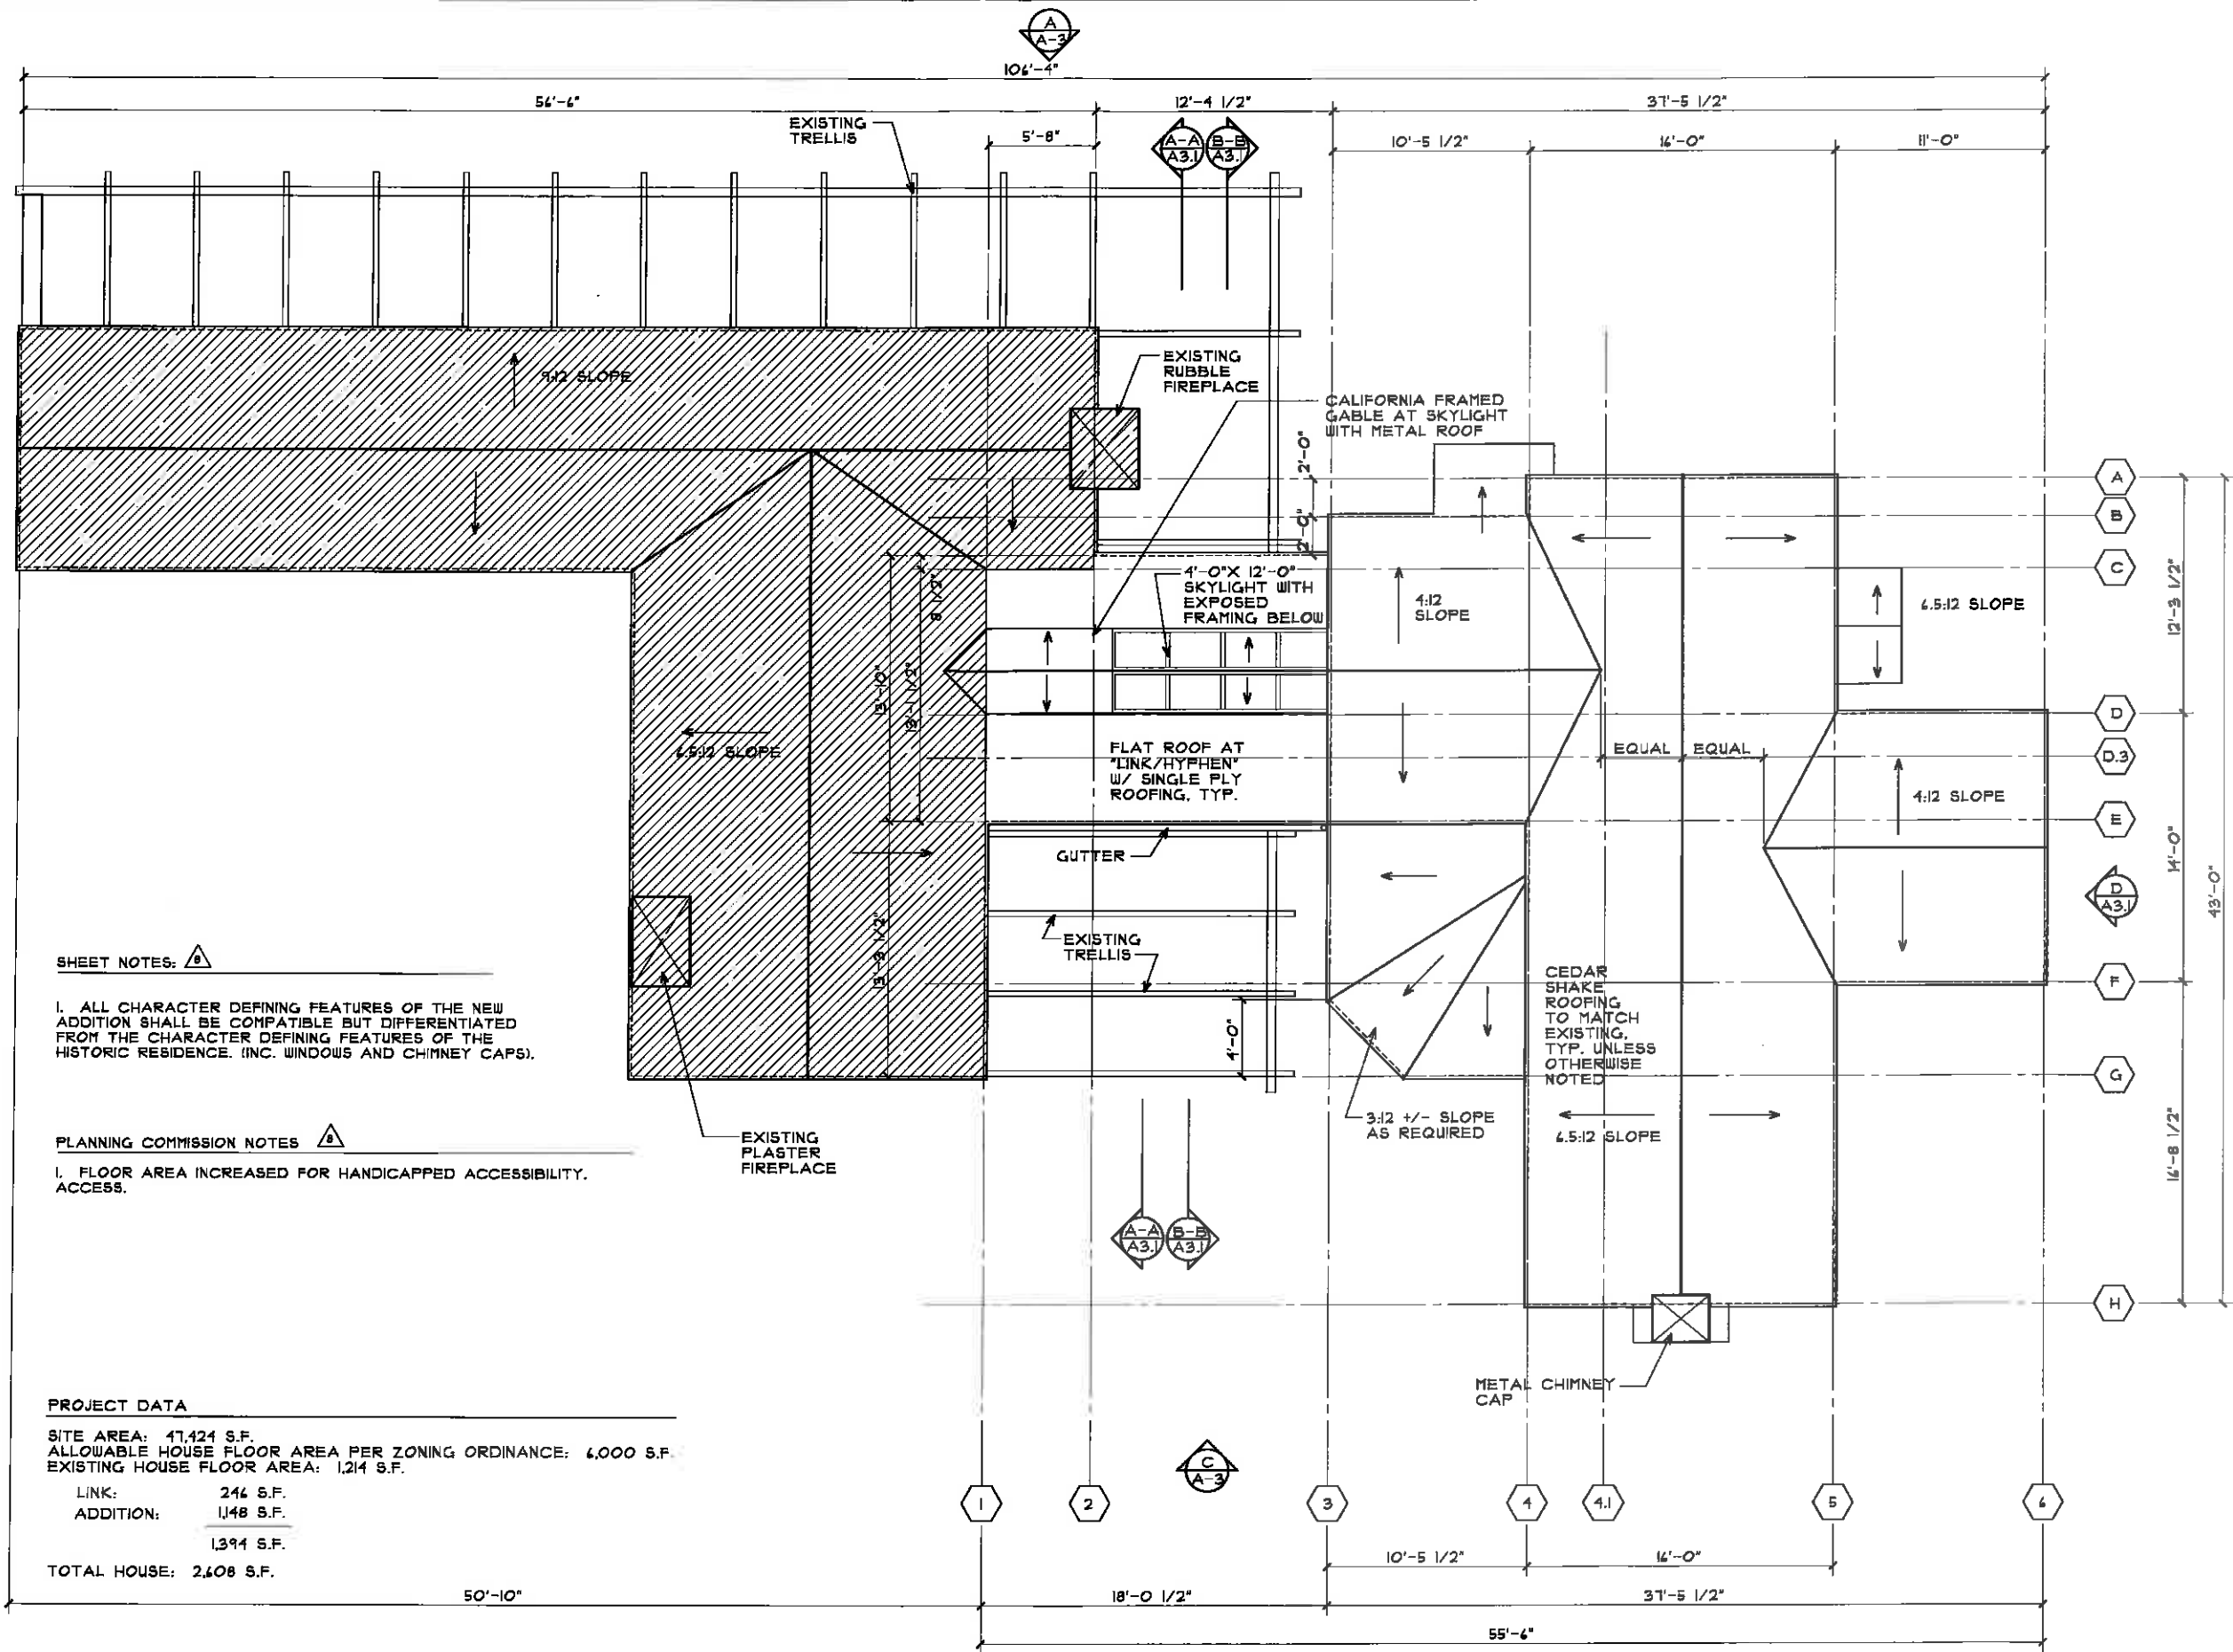 A
A-3
106'-4"
56'-6"
12'-4 1/2"
37'-5 1/2"
EXISTING
TRELLIS
5'-8"
A-A
A3.1
B-B
A3.1
10'-5 1/2"
16'-0"
11'-0"
9:12 SLOPE
EXISTING
RUBBLE
FIREPLACE
CALIFORNIA FRAMED
GABLE AT SKYLIGHT
WITH METAL ROOF
2'-0"
2'-0"
A
B
C
4'-0"X 12'-0"
SKYLIGHT WITH
EXPOSED
FRAMING BELOW
8 1/2"
4:12
SLOPE
6.5:12 SLOPE
12'-3 1/2"
13'-10"
13'-1 1/2"
D
6.5:12 SLOPE
FLAT ROOF AT
"LINK/HYPHEN"
W/ SINGLE PLY
ROOFING, TYP.
EQUAL
EQUAL
D.3
4:12 SLOPE
E
GUTTER
14'-0"
D
A3.1
43'-0"
13'-3 1/2"
EXISTING
TRELLIS
4'-0"
CEDAR
SHAKE
ROOFING
TO MATCH
EXISTING,
TYP. UNLESS
OTHERWISE
NOTED
F
G
SHEET NOTES: 8
1. ALL CHARACTER DEFINING FEATURES OF THE NEW
ADDITION SHALL BE COMPATIBLE BUT DIFFERENTIATED
FROM THE CHARACTER DEFINING FEATURES OF THE
HISTORIC RESIDENCE. (INC. WINDOWS AND CHIMNEY CAPS).
3:12 +/- SLOPE
AS REQUIRED
6.5:12 SLOPE
16'-8 1/2"
PLANNING COMMISSION NOTES 8
1. FLOOR AREA INCREASED FOR HANDICAPPED ACCESSIBILITY.
ACCESS.
EXISTING
PLASTER
FIREPLACE
A-A
A3.1
B-B
A3.1
H
METAL CHIMNEY
CAP
PROJECT DATA
SITE AREA: 47,424 S.F.
ALLOWABLE HOUSE FLOOR AREA PER ZONING ORDINANCE: 6,000 S.F.
EXISTING HOUSE FLOOR AREA: 1,214 S.F.
LINK: 246 S.F.
ADDITION: 1,148 S.F.
1,394 S.F.
TOTAL HOUSE: 2,608 S.F.
C
A-3
1
2
3
4
4.1
5
6
10'-5 1/2"
16'-0"
50'-10"
18'-0 1/2"
37'-5 1/2"
55'-6"